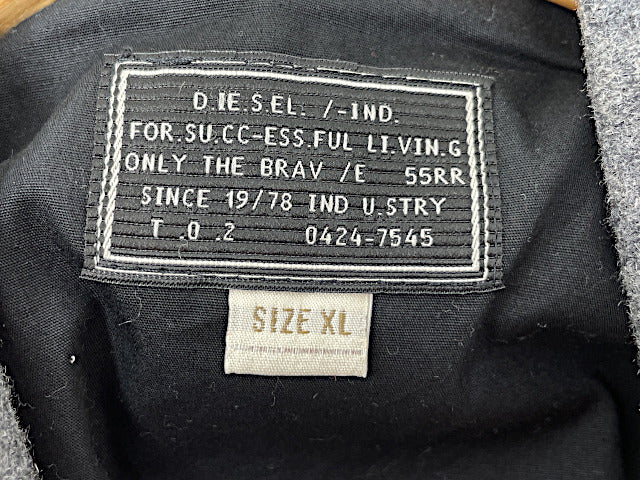 D.IE.S.EL. /-IND.
FOR.SU.CC-ESS.FUL LI.VIN.G
ONLY THE BRAV /E 55RR
SINCE 19/78 IND U.STRY
T .O .2 0424-7545
SIZE XL